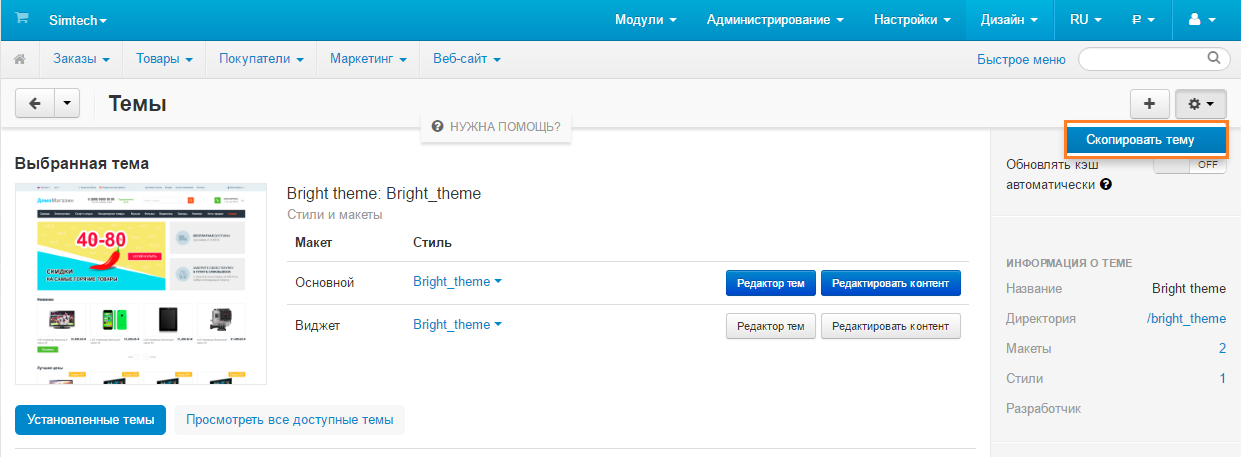 Simtech
Модули
Администрирование
Настройки
Дизайн
RU
₽
Заказы
Товары
Покупатели
Маркетинг
Веб-сайт
Быстрое меню
Темы
НУЖНА ПОМОЩЬ?
Скопировать тему
Выбранная тема
Bright theme: Bright_theme
Стили и макеты
Макет Стиль
Основной Bright_theme Редактор тем Редактировать контент
Виджет Bright_theme Редактор тем Редактировать контент
ДемоМагазин
40-80
СКИДКИ
НА САМЫЕ ГОРЯЧИЕ ТОВАРЫ
Установленные темы
Просмотреть все доступные темы
Обновлять кэш
автоматически
OFF
ИНФОРМАЦИЯ О ТЕМЕ
Название Bright theme
Директория /bright_theme
Макеты 2
Стили 1
Разработчик